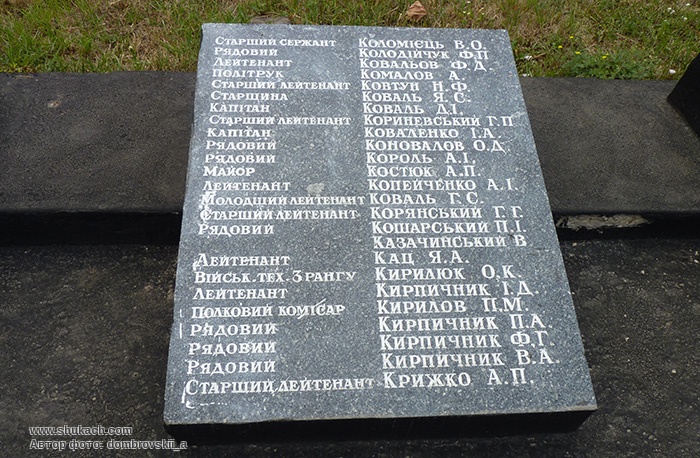 Старший сержант Коломієць В.О.
Рядовий Колодійчук Ф.П
Лейтенант Ковальов Ф.Д.
Політрук Комалов А.
Старший лейтенант Ковтун Н.Ф.
Старшина Коваль Я.С.
Капітан Коваль Д.І.
Старший лейтенант Кориневський Г.П
Капітан Коваленко І.А.
Рядовий Коновалов О.Д.
Рядовий Король А.І.
Майор Костюк А.П.
Лейтенант Копейченко А.І.
Молодший лейтенант Коваль Г.С.
Старший лейтенант Корянський Г.Г.
Рядовий Кошарський П.І.
Казачинський В
Лейтренант Кац Я.А.
Військ.тех.3 рангу Кирилюк О.К.
Лейтенант Кирпичник І.Д.
Полковий комісар Кирилов П.М.
Рядовий Кирпичник П.А.
Рядовий Кирпичник Ф.Г.
Рядовий Кирпичник В.А.
Старший лейтенант Крижко А.П.
www.shukach.com
Автор фото: dombrovskii_a